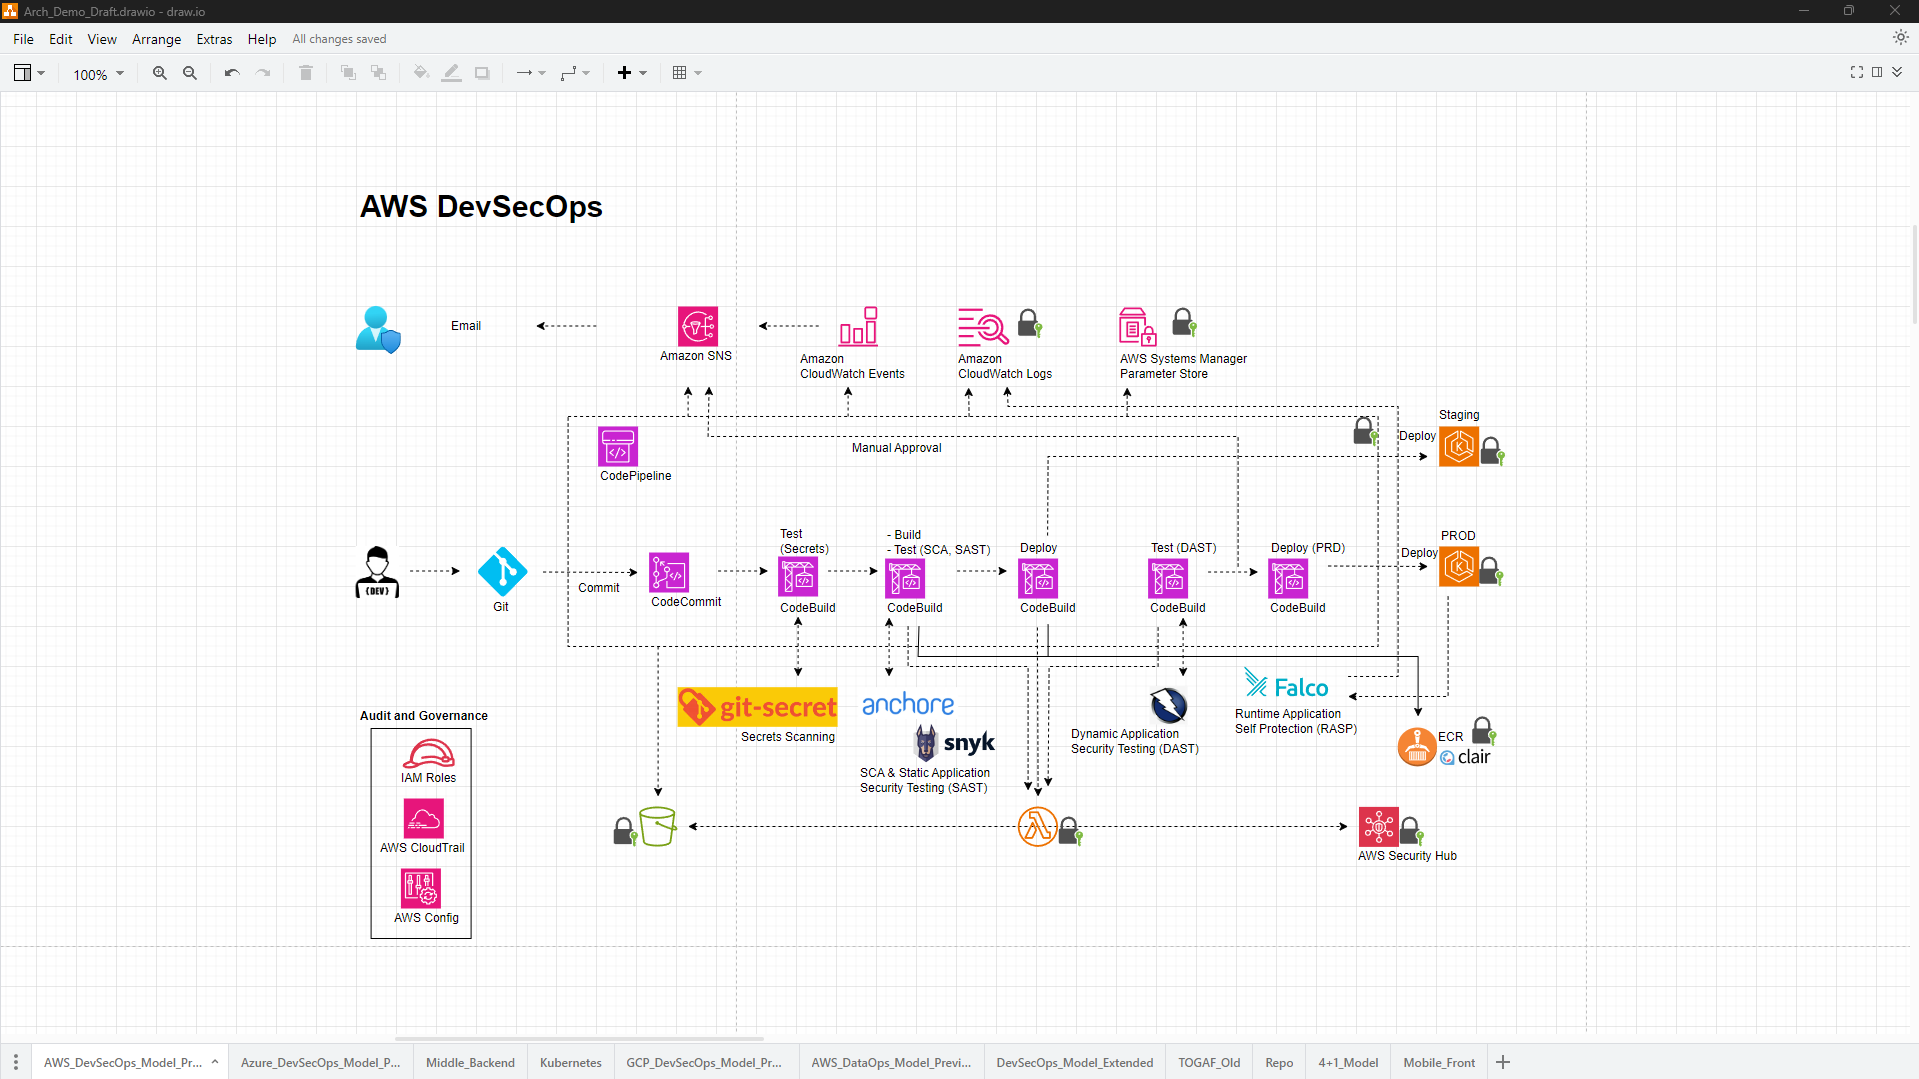 Arch_Demo_Draft.drawio - draw.io
File Edit View Arrange Extras Help All changes saved
100%
AWS DevSecOps
Email
Amazon SNS
Amazon
CloudWatch Events
Amazon
CloudWatch Logs
AWS Systems Manager
Parameter Store
Staging
Deploy
Manual Approval
CodePipeline
Test
(Secrets)
- Build
- Test (SCA, SAST)
Deploy
Test (DAST)
Deploy (PRD)
PROD
Deploy
{DEV}
Git
Commit
CodeCommit
CodeBuild
CodeBuild
CodeBuild
CodeBuild
CodeBuild
git-secret
Secrets Scanning
anchore
snyk
SCA & Static Application
Security Testing (SAST)
Dynamic Application
Security Testing (DAST)
Falco
Runtime Application
Self Protection (RASP)
ECR
clair
Audit and Governance
IAM Roles
AWS CloudTrail
AWS Config
AWS Security Hub
AWS_DevSecOps_Model_Pr... Azure_DevSecOps_Model_P... Middle_Backend Kubernetes GCP_DevSecOps_Model_Pr... AWS_DataOps_Model_Previ... DevSecOps_Model_Extended TOGAF_Old Repo 4+1_Model Mobile_Front